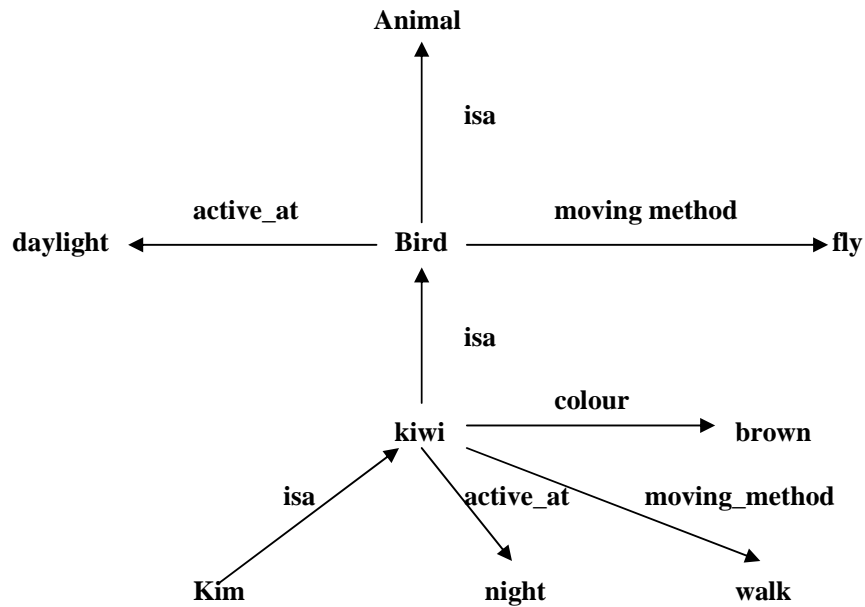 Animal
isa
active_at
moving method
daylight
Bird
fly
isa
colour
kiwi
brown
isa
active_at
moving_method
Kim
night
walk